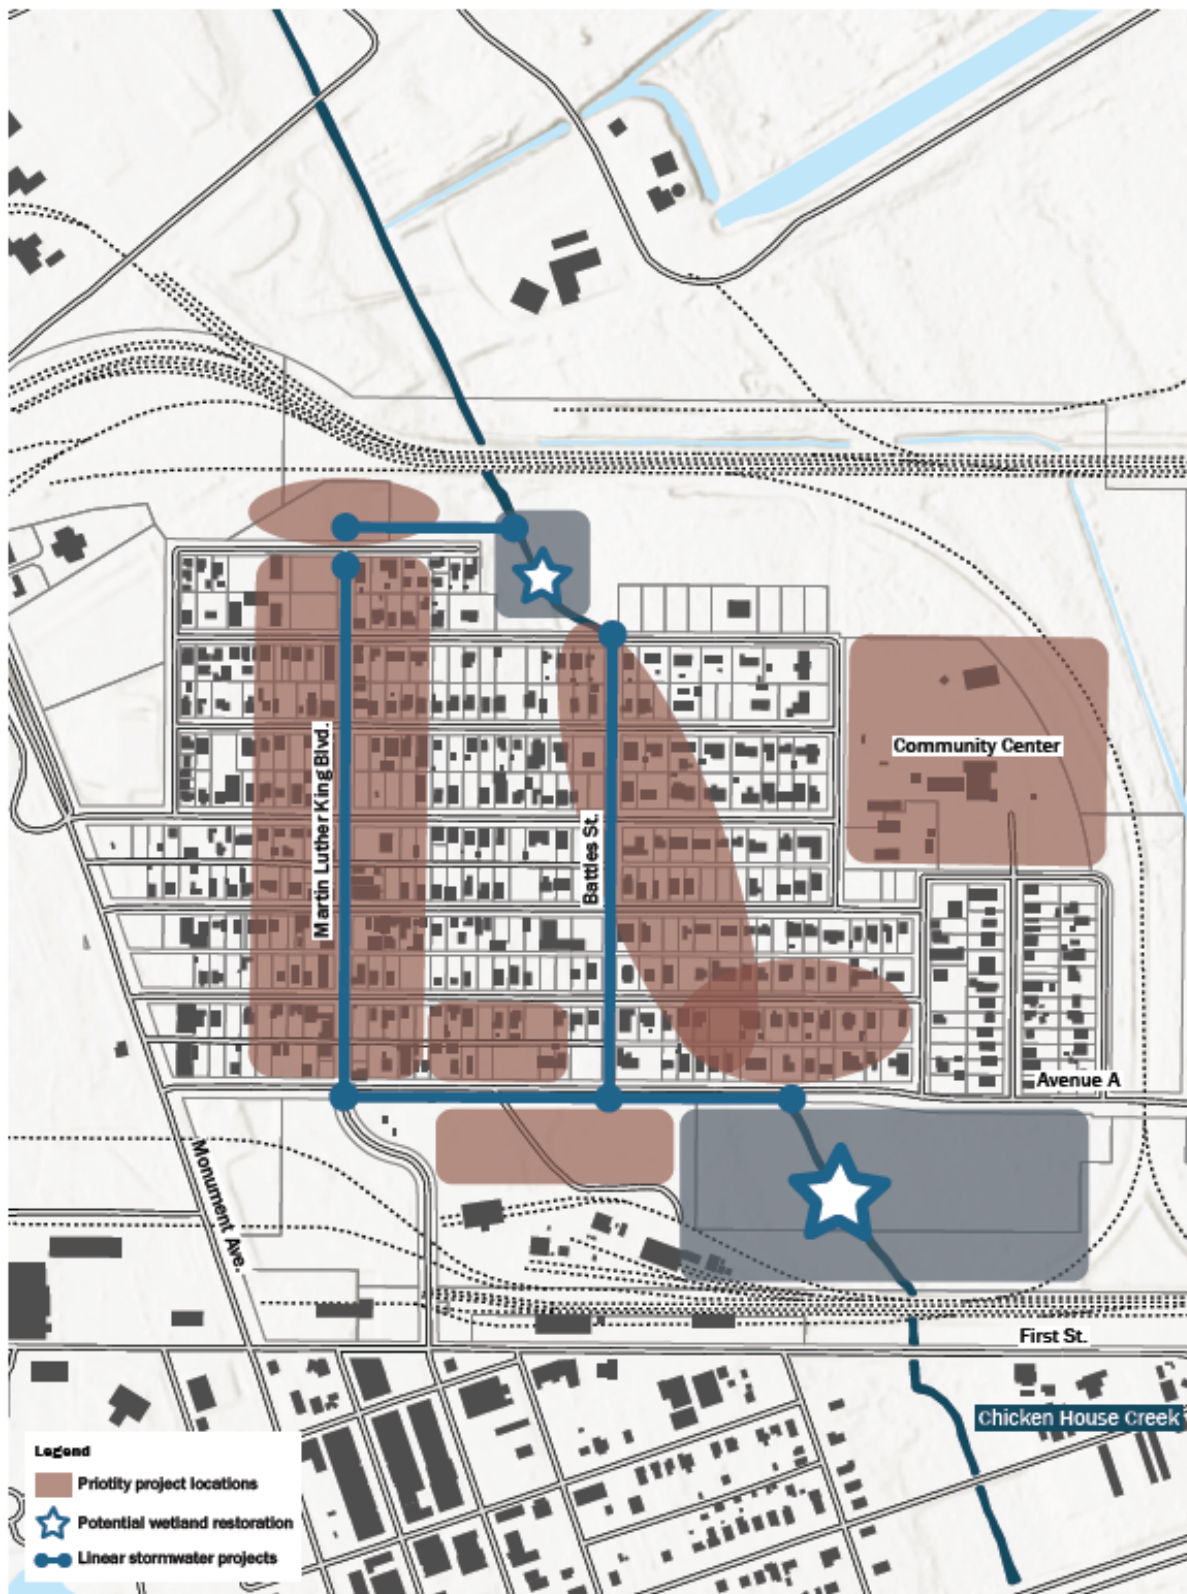 Community Center
Martin Luther King Blvd.
Battles St.
Avenue A
Monument Ave.
First St.
Chicken House Creek
Legend
Priotity project locations
Potential wetland restoration
Linear stormwater projects